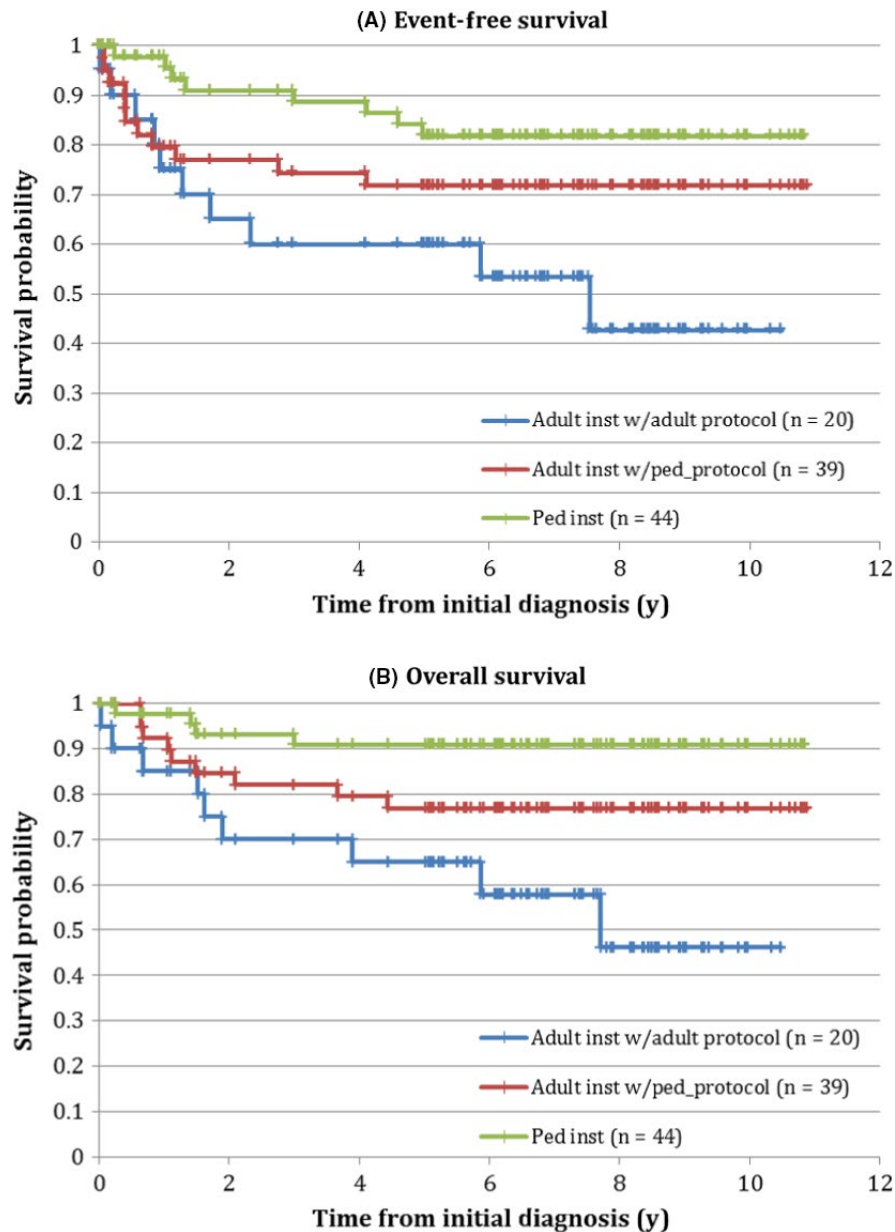 (A) Event-free survival
1
0.9
0.8
0.7
0.6
0.5
0.4
0.3
0.2
0.1
0
Survival probability
Adult inst w/adult protocol (n = 20)
Adult inst w/ped_protocol (n = 39)
Ped inst (n = 44)
0 2 4 6 8 10 12
Time from initial diagnosis (y)
(B) Overall survival
1
0.9
0.8
0.7
0.6
0.5
0.4
0.3
0.2
0.1
0
Survival probability
Adult inst w/adult protocol (n = 20)
Adult inst w/ped_protocol (n = 39)
Ped inst (n = 44)
0 2 4 6 8 10 12
Time from initial diagnosis (y)